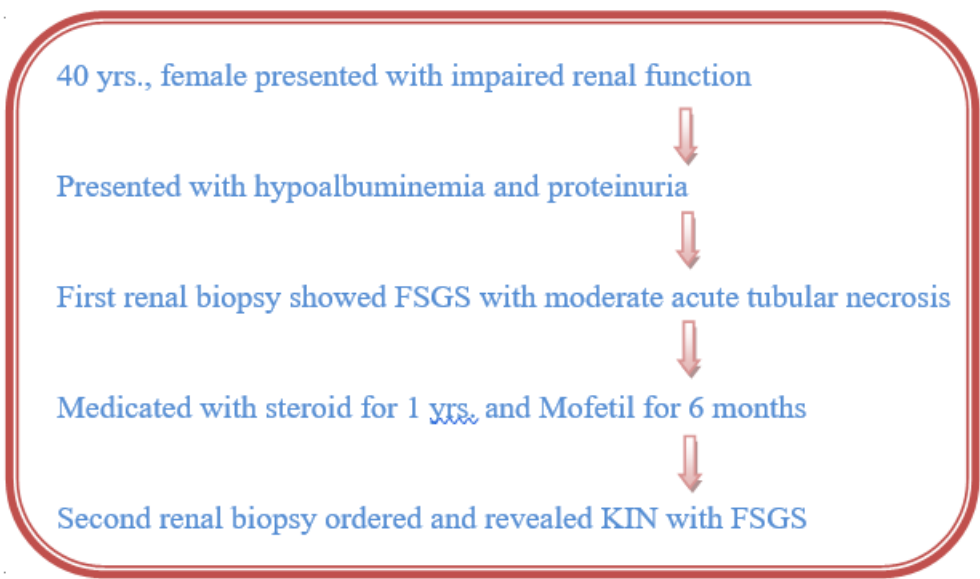 40 yrs., female presented with impaired renal function
Presented with hypoalbuminemia and proteinuria
First renal biopsy showed FSGS with moderate acute tubular necrosis
Medicated with steroid for 1 yrs. and Mofetil for 6 months
Second renal biopsy ordered and revealed KIN with FSGS